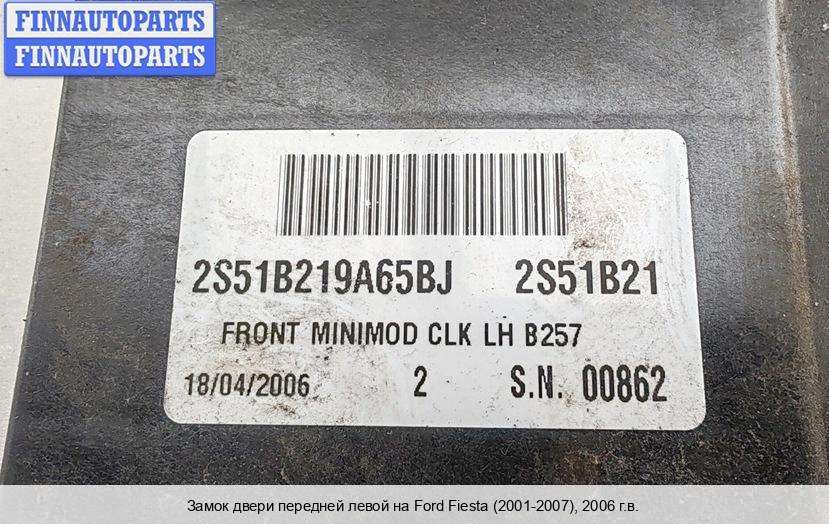 FINNAUTOPARTS
FINNAUTOPARTS
2S51B219A65BJ 2S51B21
FRONT MINIMOD CLK LH B257
18/04/2006 2 S.N. 00862
Замок двери передней левой на Ford Fiesta (2001-2007), 2006 г.в.